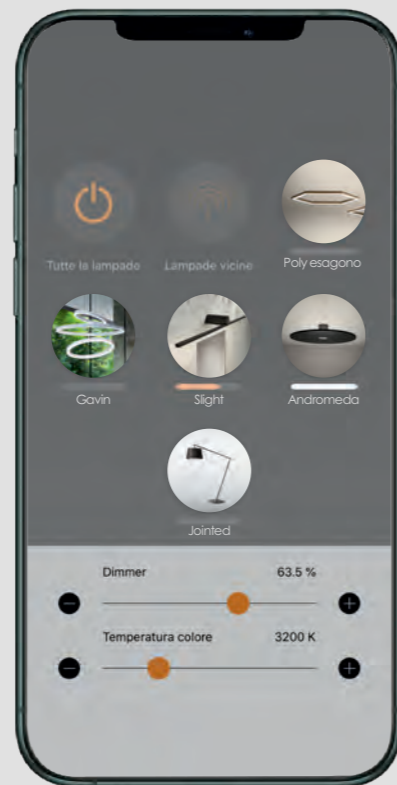 Tutte le lampade
Lampade vicine
Poly esagono
Gavin
Slight
Andromeda
Jointed
Dimmer
63.5 %
Temperatura colore
3200 K